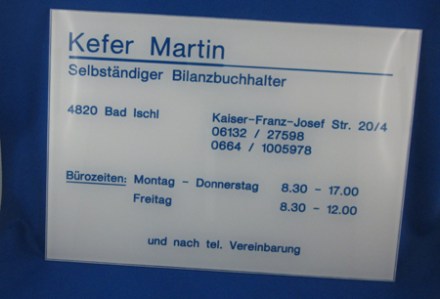 Kefer Martin
Selbständiger Bilanzbuchhalter
4820 Bad Ischl Kaiser-Franz-Josef Str. 20/4
06132 / 27598
0664 / 1005978
Bürozeiten: Montag - Donnerstag 8.30 - 17.00
Freitag 8.30 - 12.00
und nach tel. Vereinbarung